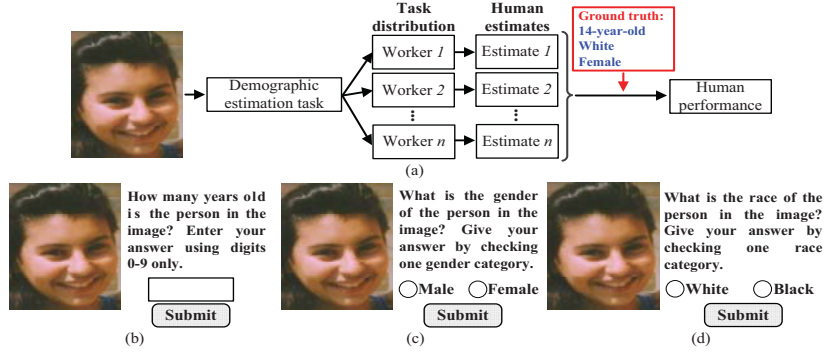 Task distribution
Human estimates
Ground truth:
14-year-old
White
Female
Demographic estimation task
Worker 1
Estimate 1
Worker 2
Estimate 2
Worker n
Estimate n
Human performance
(a)
How many years old
is the person in the
image? Enter your
answer using digits
0-9 only.
Submit
(b)
What is the gender
of the person in the
image? Give your
answer by checking
one gender category.
Male Female
Submit
(c)
What is the race of the
person in the image?
Give your answer by
checking one race
category.
White Black
Submit
(d)